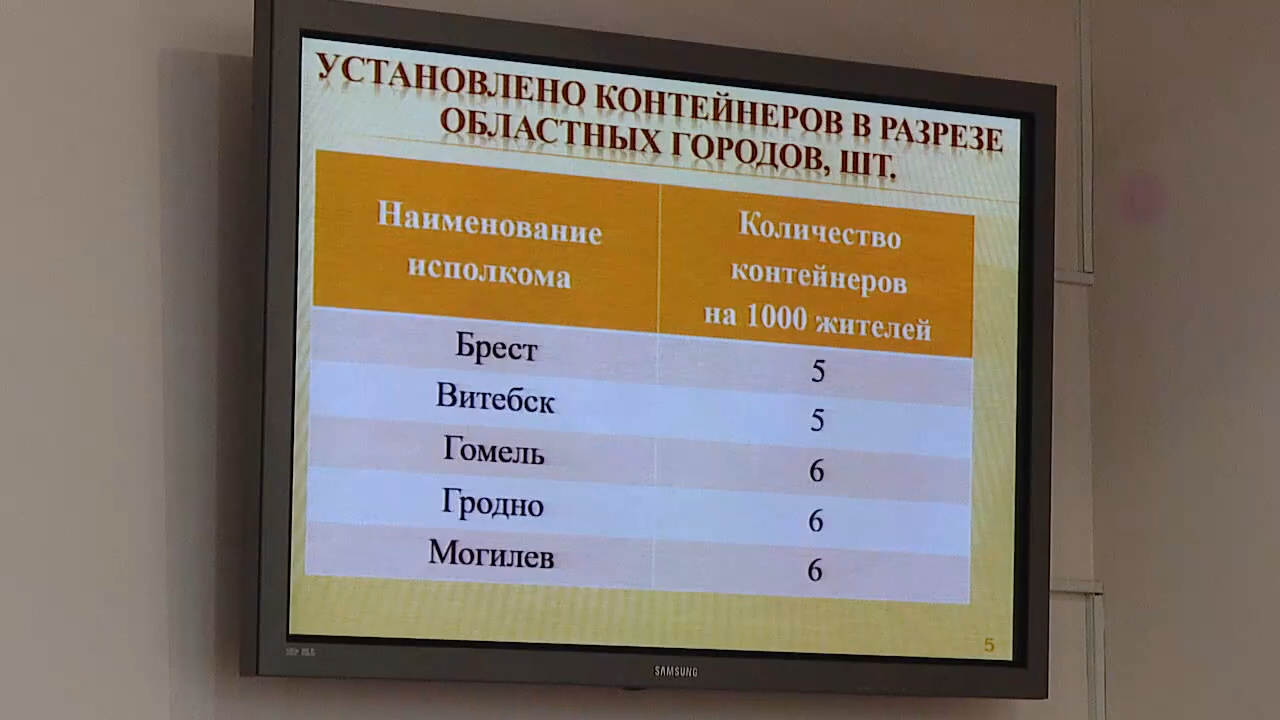 УСТАНОВЛЕНО КОНТЕЙНЕРОВ В РАЗРЕЗЕ
ОБЛАСТНЫХ ГОРОДОВ, ШТ.
Наименование
исполкома
Количество
контейнеров
на 1000 жителей
Брест 5
Витебск 5
Гомель 6
Гродно 6
Могилев 6
5
SAMSUNG